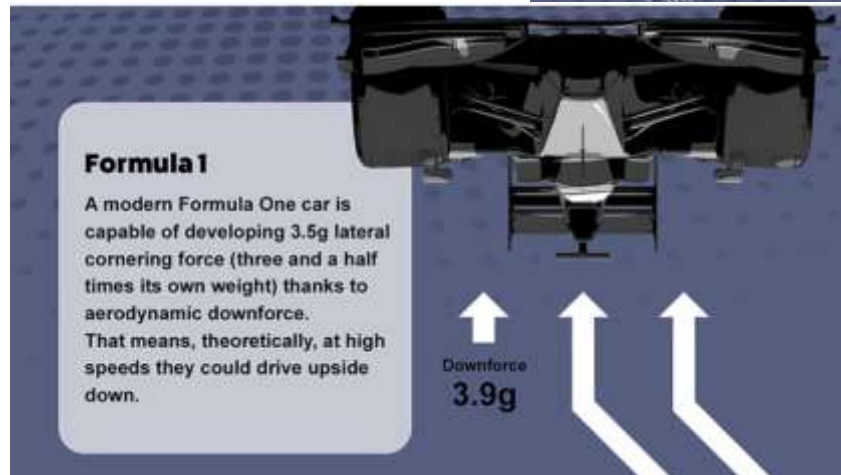 Formula 1
A modern Formula One car is
capable of developing 3.5g lateral
cornering force (three and a half
times its own weight) thanks to
aerodynamic downforce.
That means, theoretically, at high
speeds they could drive upside
down.
Downforce
3.9g